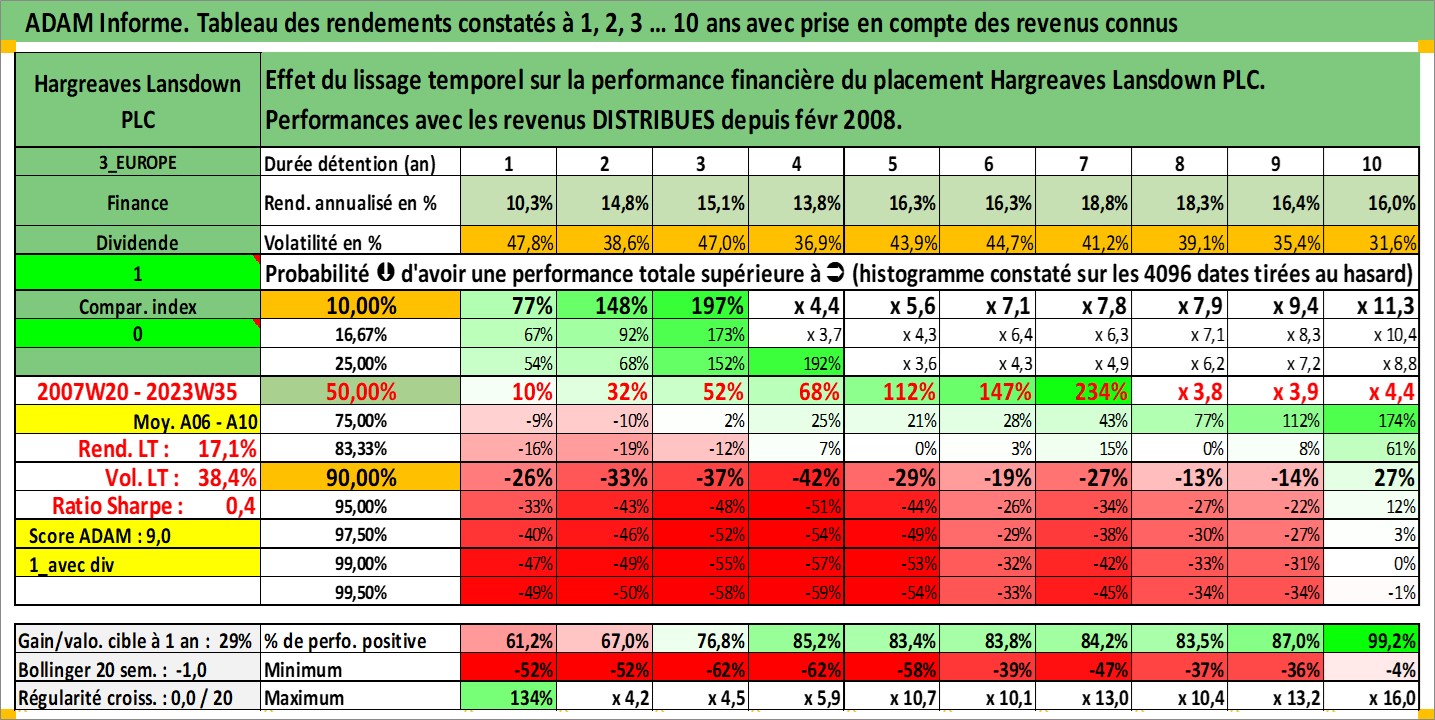 ADAM Informe. Tableau des rendements constatés à 1, 2, 3 ... 10 ans avec prise en compte des revenus connus
Hargreaves Lansdown PLC
Effet du lissage temporel sur la performance financière du placement Hargreaves Lansdown PLC.
Performances avec les revenus DISTRIBUES depuis févr 2008.
3_EUROPE Durée détention (an) 1 2 3 4 5 6 7 8 9 10
Finance Rend. annualisé en % 10,3% 14,8% 15,1% 13,8% 16,3% 16,3% 18,8% 18,3% 16,4% 16,0%
Dividende Volatilité en % 47,8% 38,6% 47,0% 36,9% 43,9% 44,7% 41,2% 39,1% 35,4% 31,6%
1 Probabilité d'avoir une performance totale supérieure à (histogramme constaté sur les 4096 dates tirées au hasard)
Compar. index 10,00% 77% 148% 197% x 4,4 x 5,6 x 7,1 x 7,8 x 7,9 x 9,4 x 11,3
0 16,67% 67% 92% 173% x 3,7 x 4,3 x 6,4 x 6,3 x 7,1 x 8,3 x 10,4
25,00% 54% 68% 152% 192% x 3,6 x 4,3 x 4,9 x 6,2 x 7,2 x 8,8
2007W20 - 2023W35 50,00% 10% 32% 52% 68% 112% 147% 234% x 3,8 x 3,9 x 4,4
Moy. A06 - A10 75,00% -9% -10% 2% 25% 21% 28% 43% 77% 112% 174%
Rend. LT : 17,1% 83,33% -16% -19% -12% 7% 0% 3% 15% 0% 8% 61%
Vol. LT : 38,4% 90,00% -26% -33% -37% -42% -29% -19% -27% -13% -14% 27%
Ratio Sharpe : 0,4 95,00% -33% -43% -48% -51% -44% -26% -34% -27% -22% 12%
Score ADAM : 9,0 97,50% -40% -46% -52% -54% -49% -29% -38% -30% -27% 3%
1_avec div 99,00% -47% -49% -55% -57% -53% -32% -42% -33% -31% 0%
99,50% -49% -50% -58% -59% -54% -33% -45% -34% -34% -1%
Gain/valo. cible à 1 an : 29% % de perfo. positive 61,2% 67,0% 76,8% 85,2% 83,4% 83,8% 84,2% 83,5% 87,0% 99,2%
Bollinger 20 sem. : -1,0 Minimum -52% -52% -62% -62% -58% -39% -47% -37% -36% -4%
Régularité croiss. : 0,0 / 20 Maximum 134% x 4,2 x 4,5 x 5,9 x 10,7 x 10,1 x 13,0 x 10,4 x 13,2 x 16,0